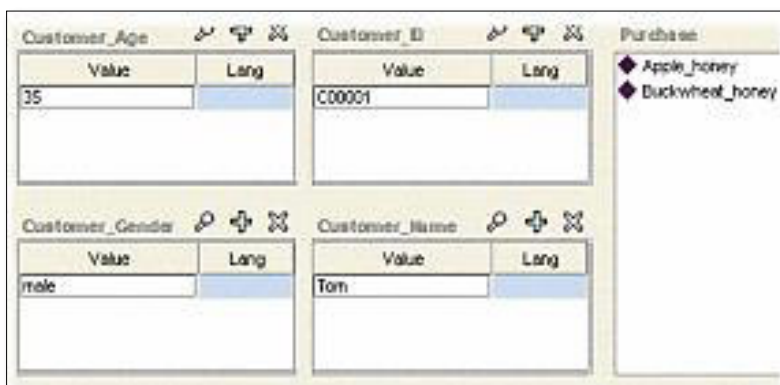 Customer_Age
Value Lang
35
Customer_ID
Value Lang
C00001
Purchase
Apple_honey
Buckwheat_honey
Customer_Gender
Value Lang
male
Customer_Name
Value Lang
Tom